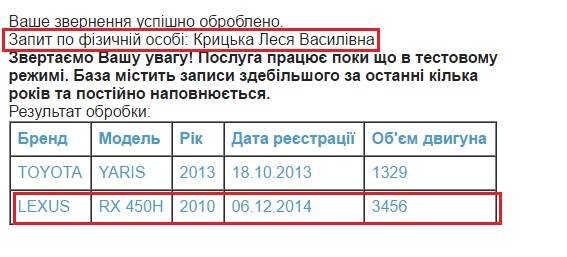 Ваше звернення успішно оброблено.
Запит по фізичній особі: Крицька Леся Василівна
Звертаємо Вашу увагу! Послуга працює поки що в тестовому
режимі. База містить записи здебільшого за останні кілька
років та постійно наповнюється.
Результат обробки:
Бренд Модель Рік Дата реєстрації Об'єм двигуна
TOYOTA YARIS 2013 18.10.2013 1329
LEXUS RX 450H 2010 06.12.2014 3456